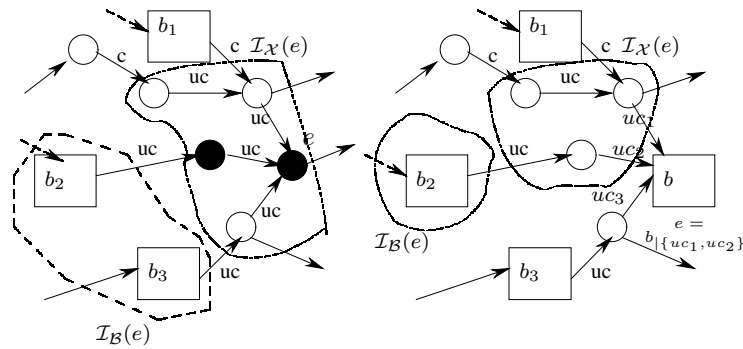 b₁
c
c
𝓘_𝒳(e)
uc
uc
e
uc
uc
b₂
uc
b₃
uc
𝓘_𝓑(e)
b₁
c
c
𝓘_𝒳(e)
uc
uc₁
uc
uc₂
b₂
b
uc₃
𝓘_𝓑(e)
e =
b|{uc₁,uc₂}
b₃
uc